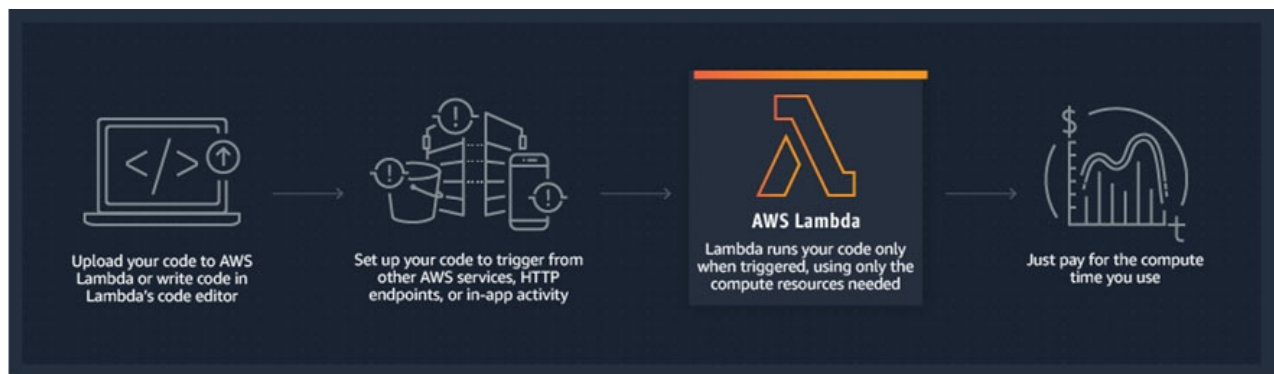 </>
Upload your code to AWS
Lambda or write code in
Lambda's code editor
Set up your code to trigger from
other AWS services, HTTP
endpoints, or in-app activity
AWS Lambda
Lambda runs your code only
when triggered, using only the
compute resources needed
$
t
Just pay for the compute
time you use